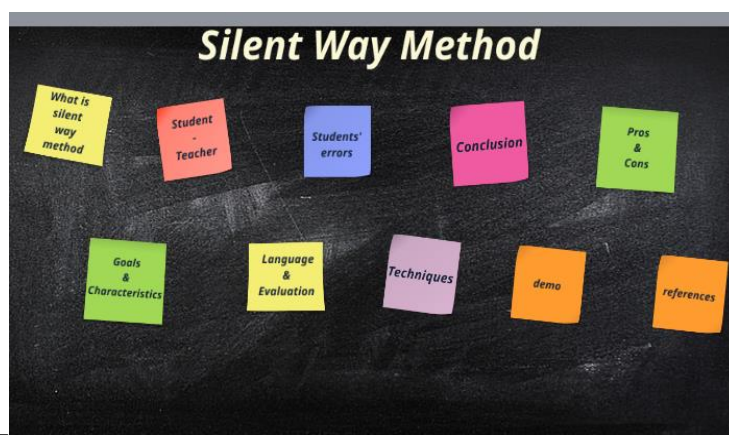 Silent Way Method
What is
silent
way
method
Student
-
Teacher
Students'
errors
Conclusion
Pros
&
Cons
Goals
&
Characteristics
Language
&
Evaluation
Techniques
demo
references